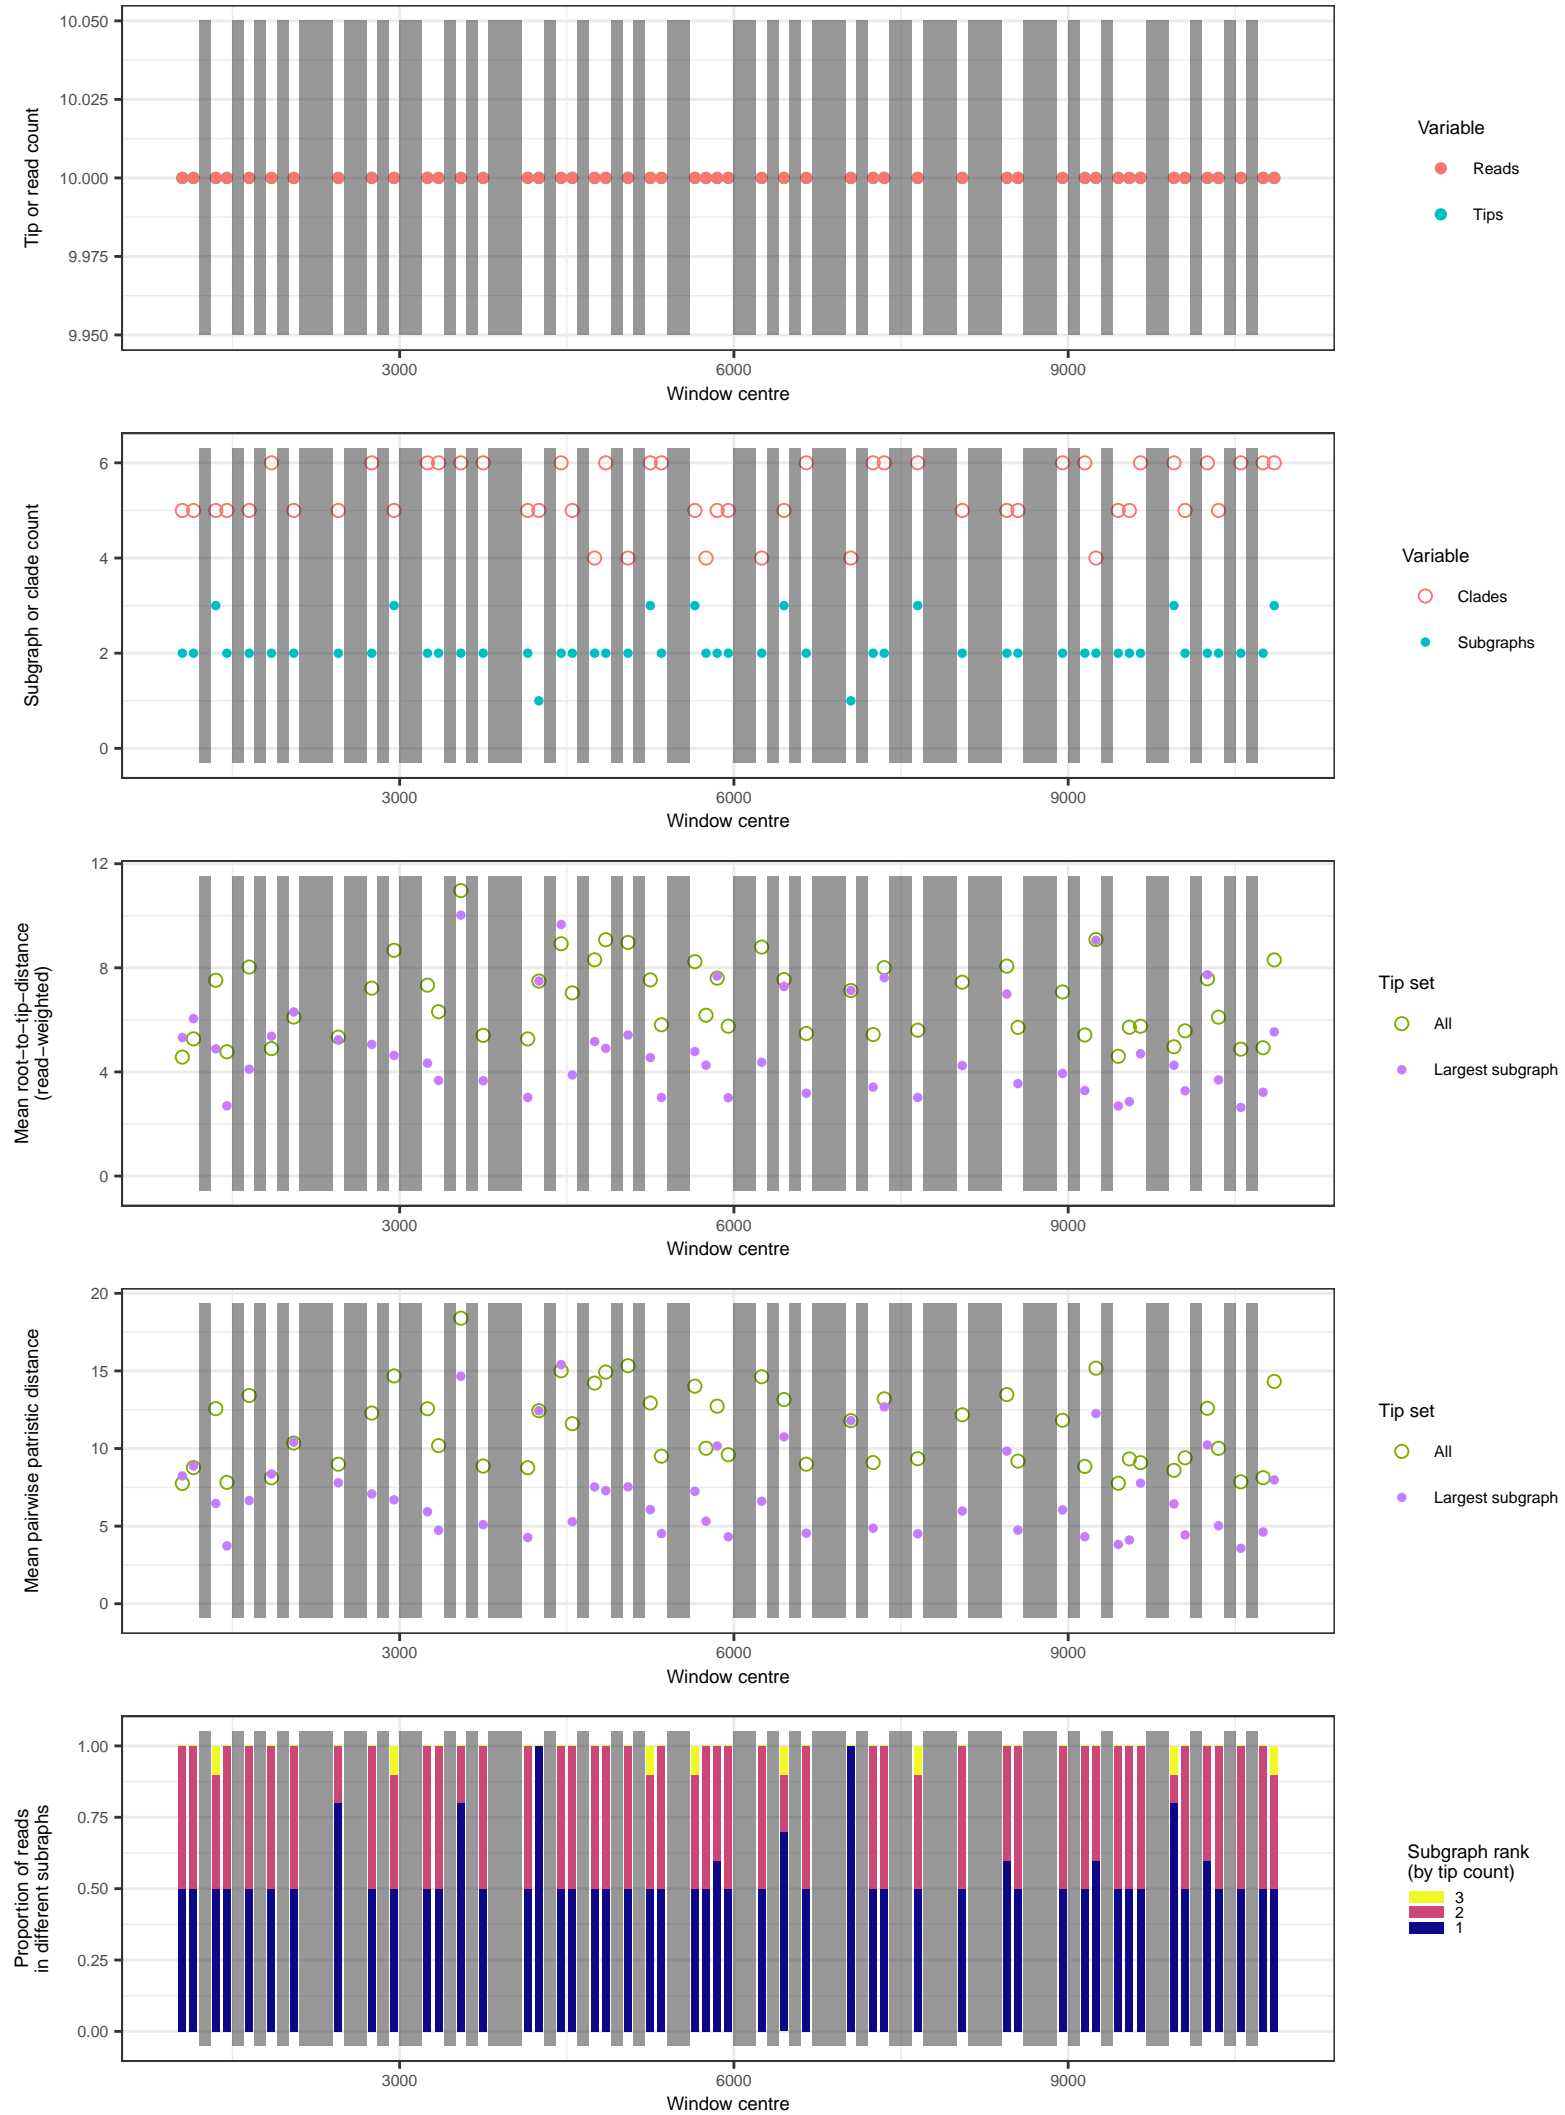 10.050
10.025
10.000
9.975
9.950
Tip or read count
3000
6000
9000
Window centre
Variable
Reads
Tips
6
4
2
0
Subgraph or clade count
3000
6000
9000
Window centre
Variable
Clades
Subgraphs
12
8
4
0
Mean root−to−tip−distance
(read−weighted)
3000
6000
9000
Window centre
Tip set
All
Largest subgraph
20
15
10
5
0
Mean pairwise patristic distance
3000
6000
9000
Window centre
Tip set
All
Largest subgraph
1.00
0.75
0.50
0.25
0.00
Proportion of reads
in different subraphs
3000
6000
9000
Window centre
Subgraph rank
(by tip count)
3
2
1